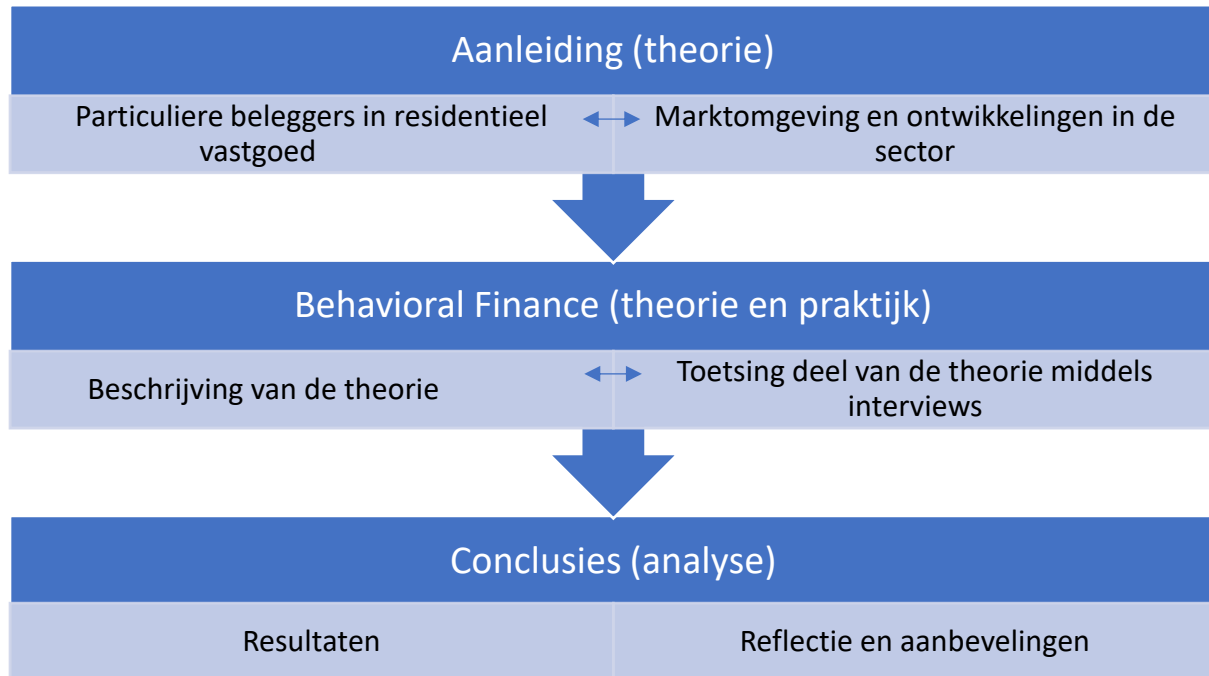 Aanleiding (theorie)
Particuliere beleggers in residentieel
vastgoed
Marktomgeving en ontwikkelingen in de
sector
Behavioral Finance (theorie en praktijk)
Beschrijving van de theorie
Toetsing deel van de theorie middels
interviews
Conclusies (analyse)
Resultaten
Reflectie en aanbevelingen